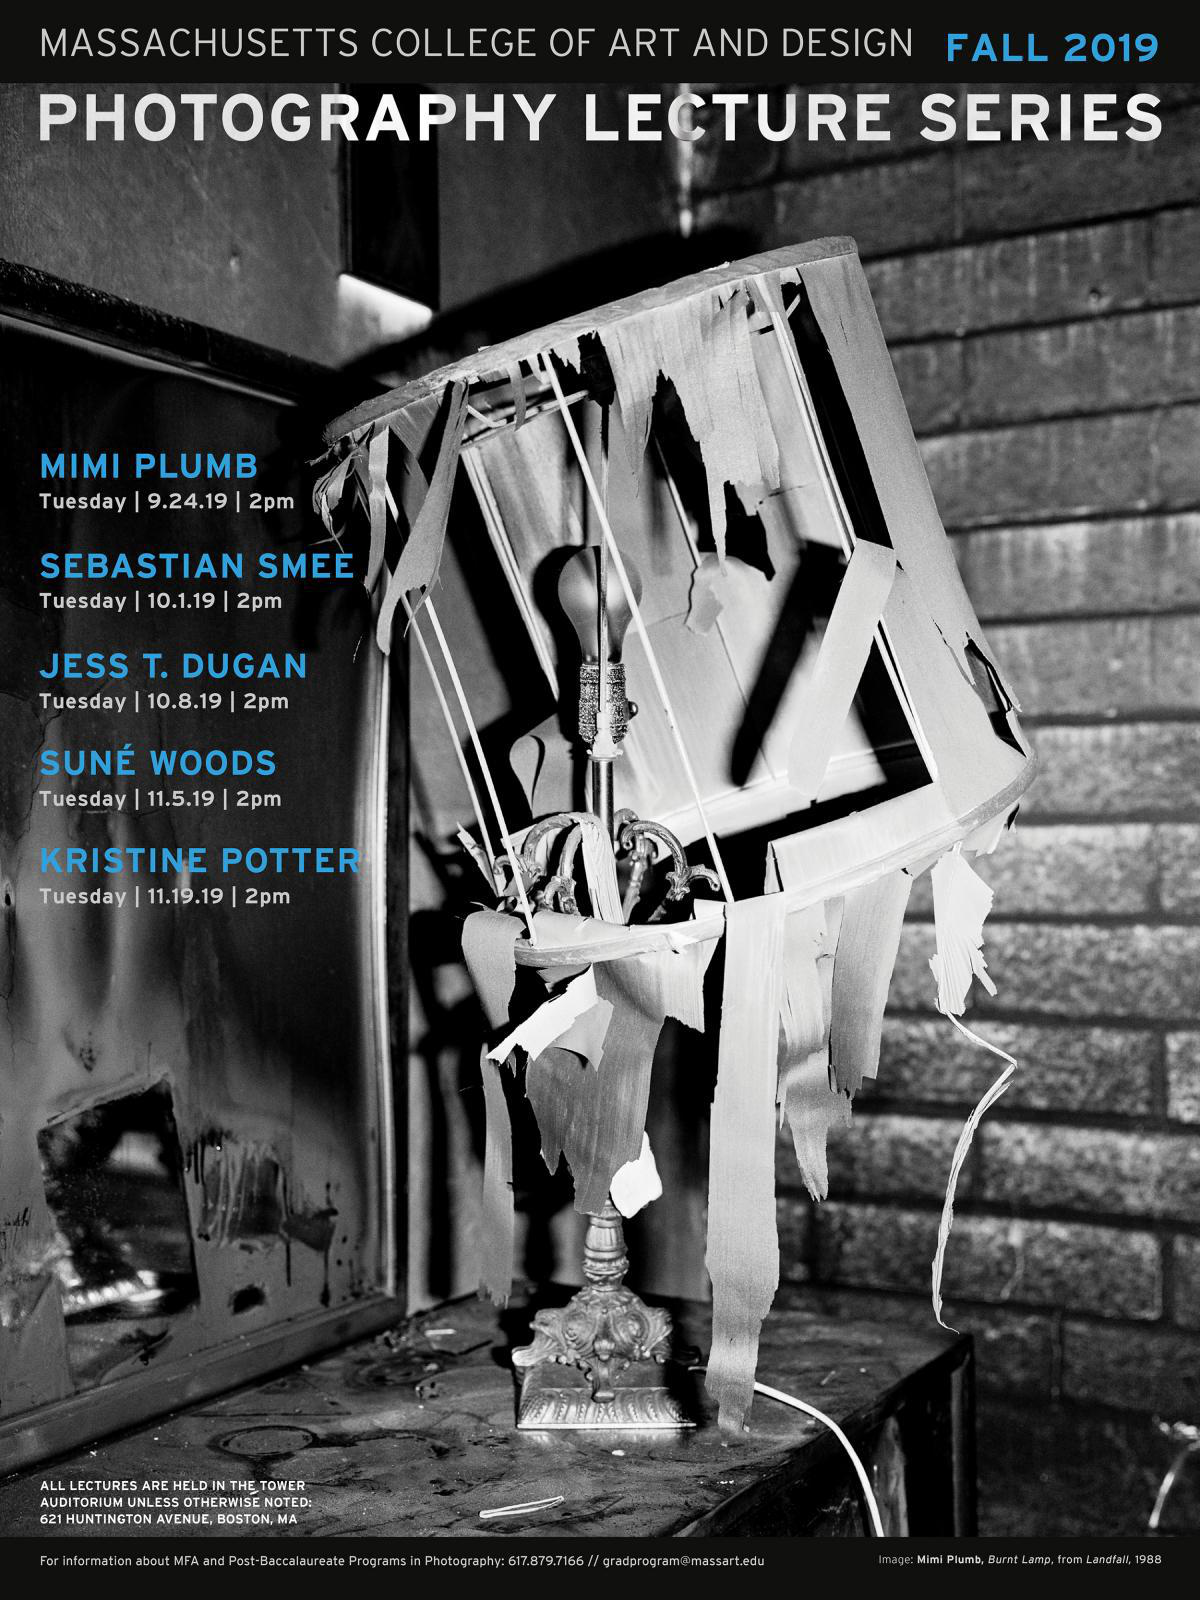 MASSACHUSETTS COLLEGE OF ART AND DESIGN FALL 2019
PHOTOGRAPHY LECTURE SERIES
MIMI PLUMB
Tuesday | 9.24.19 | 2pm
SEBASTIAN SMEE
Tuesday | 10.1.19 | 2pm
JESS T. DUGAN
Tuesday | 10.8.19 | 2pm
SUNÉ WOODS
Tuesday | 11.5.19 | 2pm
KRISTINE POTTER
Tuesday | 11.19.19 | 2pm
ALL LECTURES ARE HELD IN THE TOWER
AUDITORIUM UNLESS OTHERWISE NOTED:
621 HUNTINGTON AVENUE, BOSTON, MA
For information about MFA and Post-Baccalaureate Programs in Photography: 617.879.7166 // gradprogram@massart.edu
Image: Mimi Plumb, Burnt Lamp, from Landfall, 1988